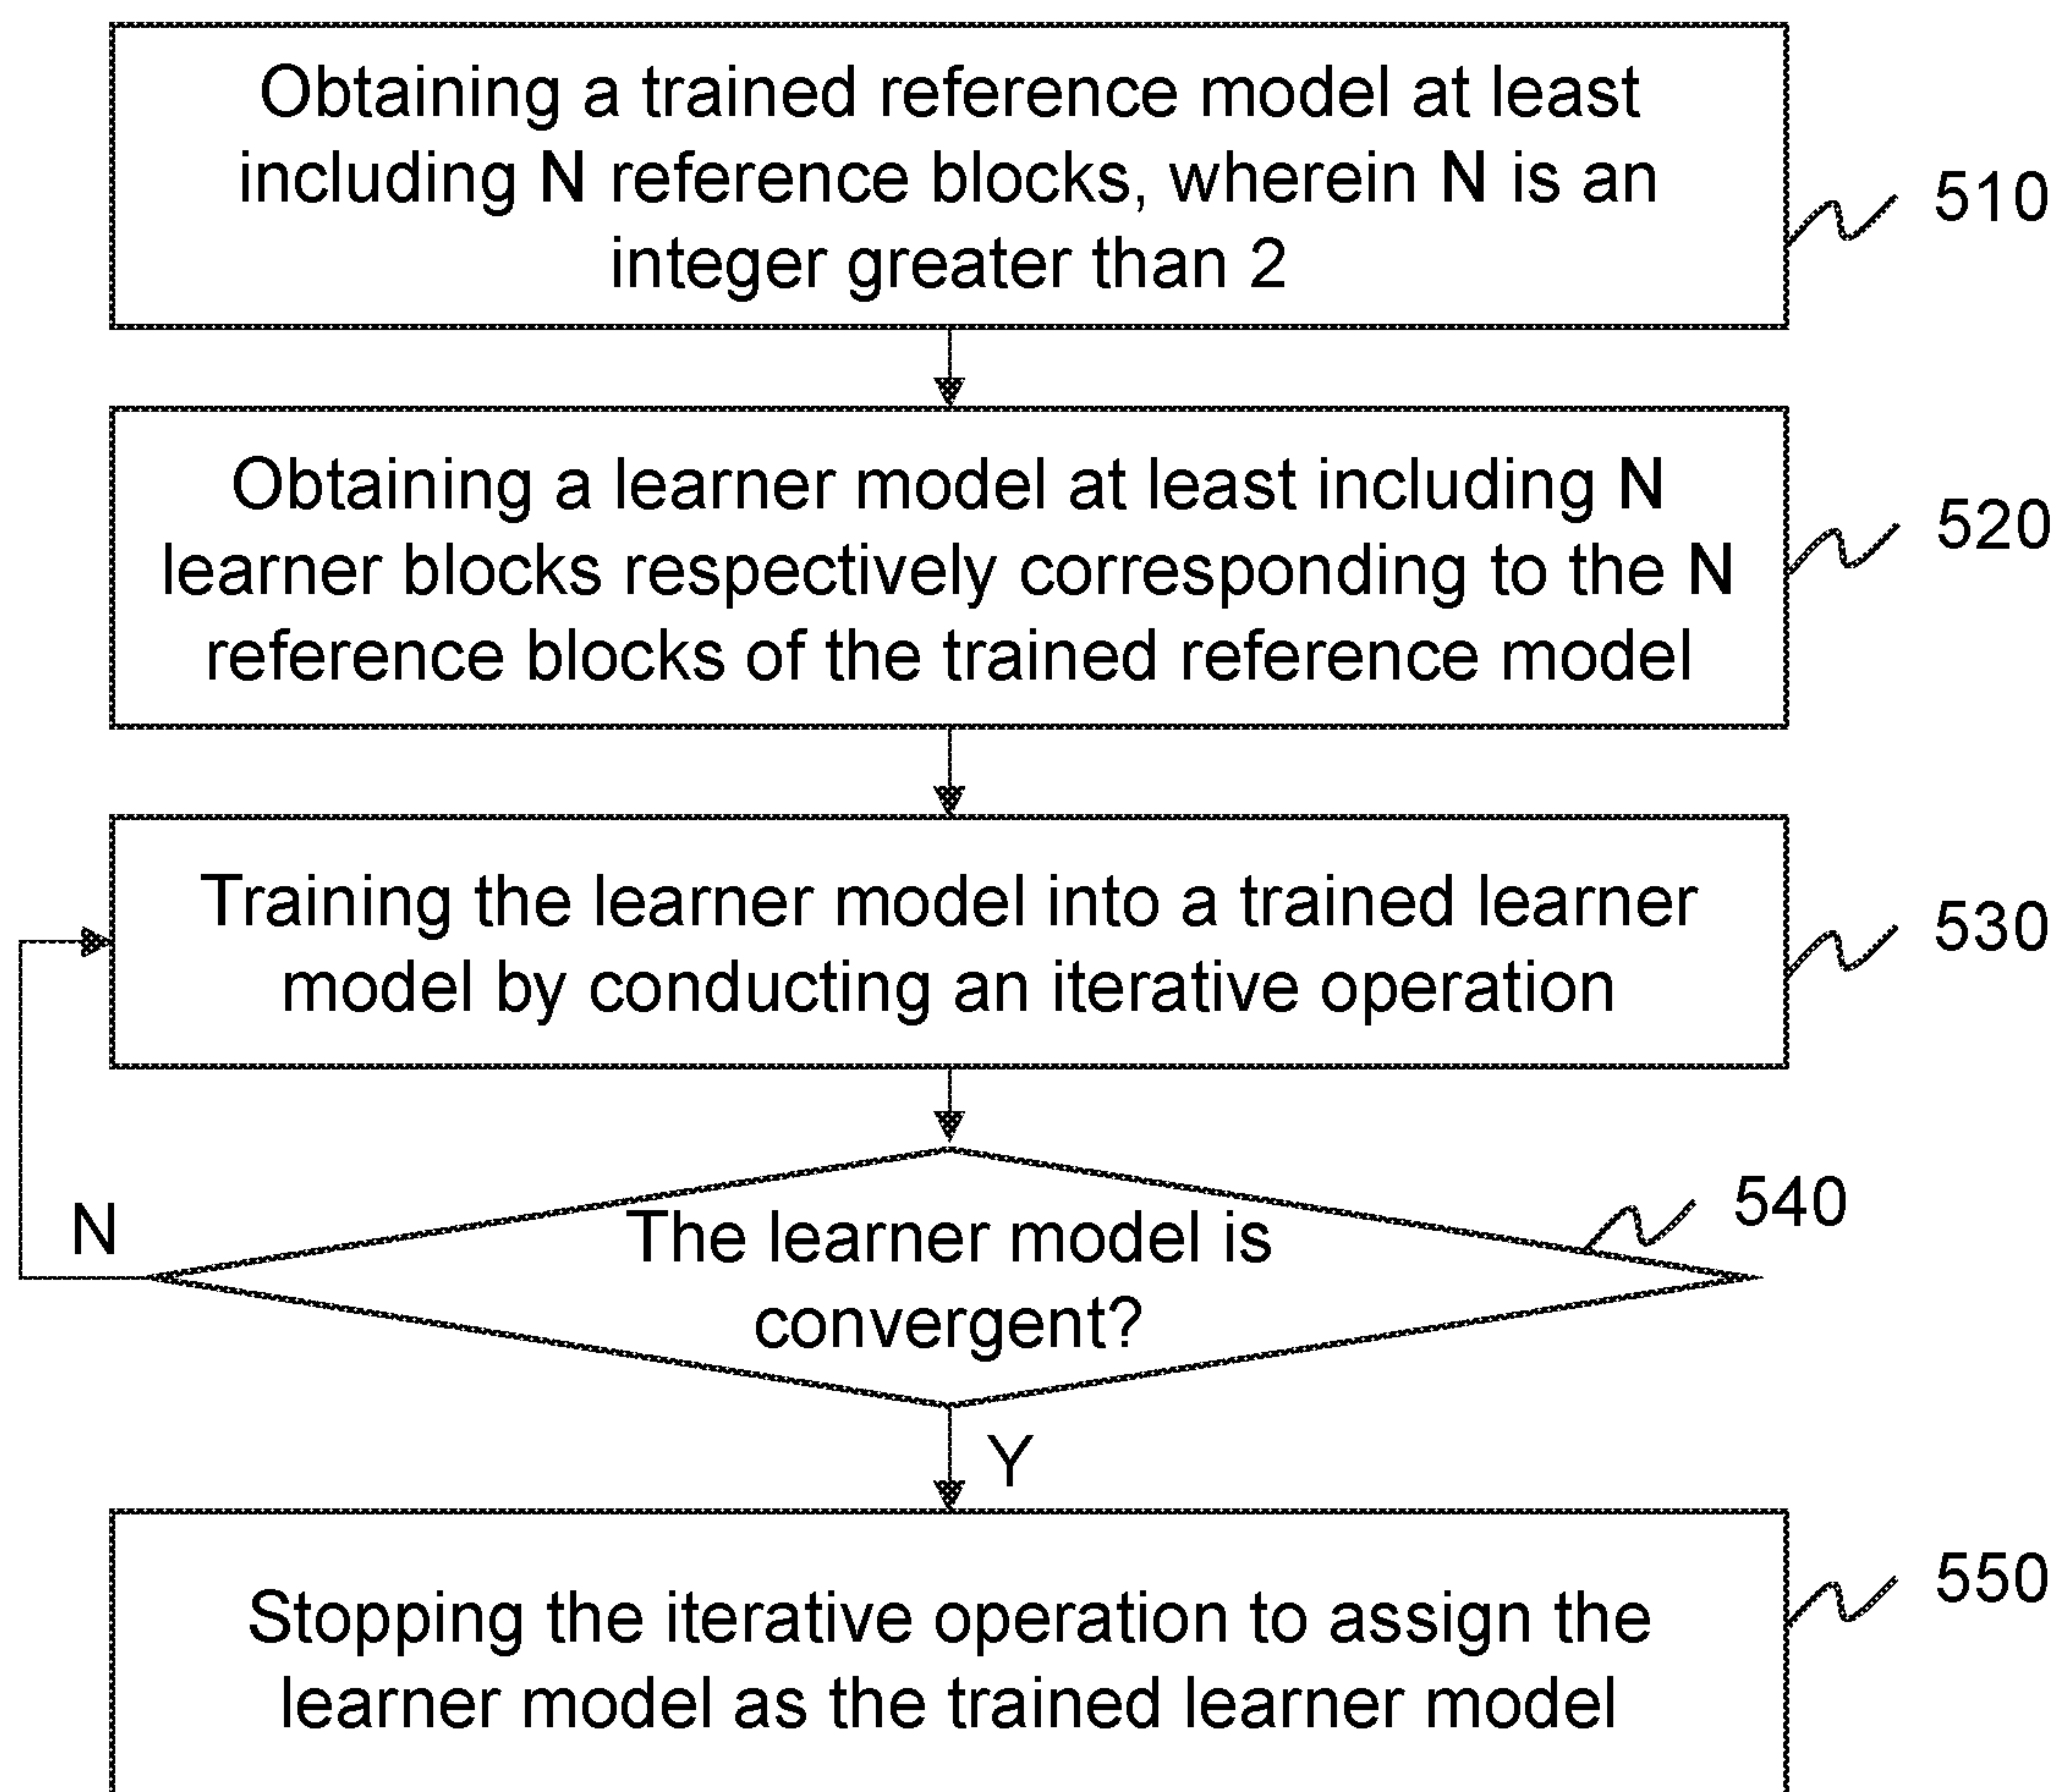 Obtaining a trained reference model at least
including N reference blocks, wherein N is an
integer greater than 2
510
Obtaining a learner model at least including N
learner blocks respectively corresponding to the N
reference blocks of the trained reference model
520
Training the learner model into a trained learner
model by conducting an iterative operation
530
The learner model is
convergent?
540
N
Y
Stopping the iterative operation to assign the
learner model as the trained learner model
550